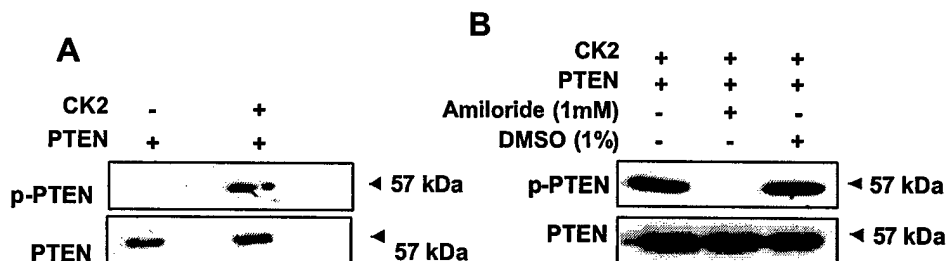 A
CK2 - +
PTEN + +
p-PTEN ◄ 57 kDa
PTEN ◄ 57 kDa
B
CK2 + + +
PTEN + + +
Amiloride (1mM) - + -
DMSO (1%) - - +
p-PTEN ◄ 57 kDa
PTEN ◄ 57 kDa